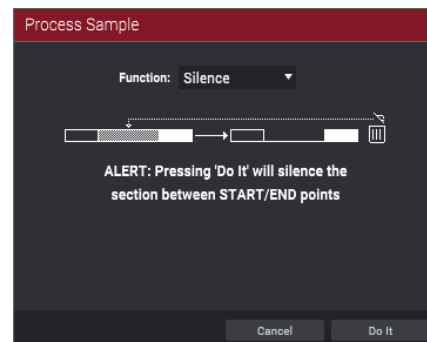 Process Sample
Function: Silence
ALERT: Pressing 'Do It' will silence the
section between START/END points
Cancel Do It